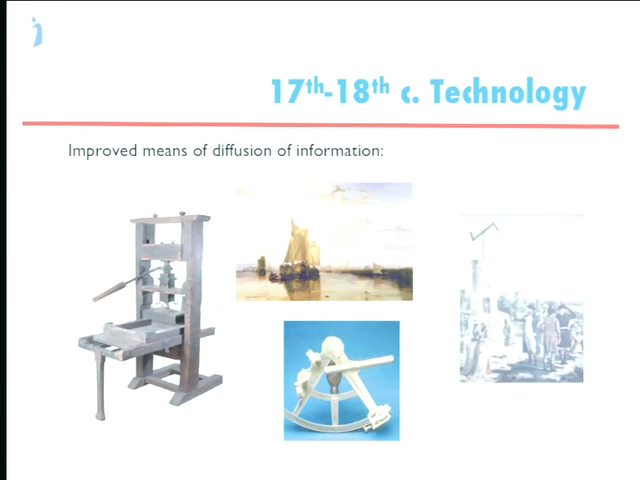 17th-18th c. Technology
Improved means of diffusion of information: